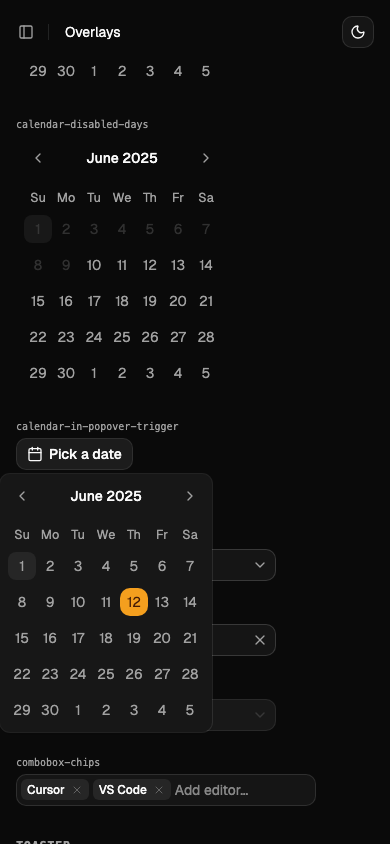 Overlays
29 30 1 2 3 4 5
calendar-disabled-days
June 2025
Su Mo Tu We Th Fr Sa
1 2 3 4 5 6 7
8 9 10 11 12 13 14
15 16 17 18 19 20 21
22 23 24 25 26 27 28
29 30 1 2 3 4 5
calendar-in-popover-trigger
Pick a date
June 2025
Su Mo Tu We Th Fr Sa
1 2 3 4 5 6 7
8 9 10 11 12 13 14
15 16 17 18 19 20 21
22 23 24 25 26 27 28
29 30 1 2 3 4 5
combobox-chips
Cursor VS Code Add editor...
TOASTER